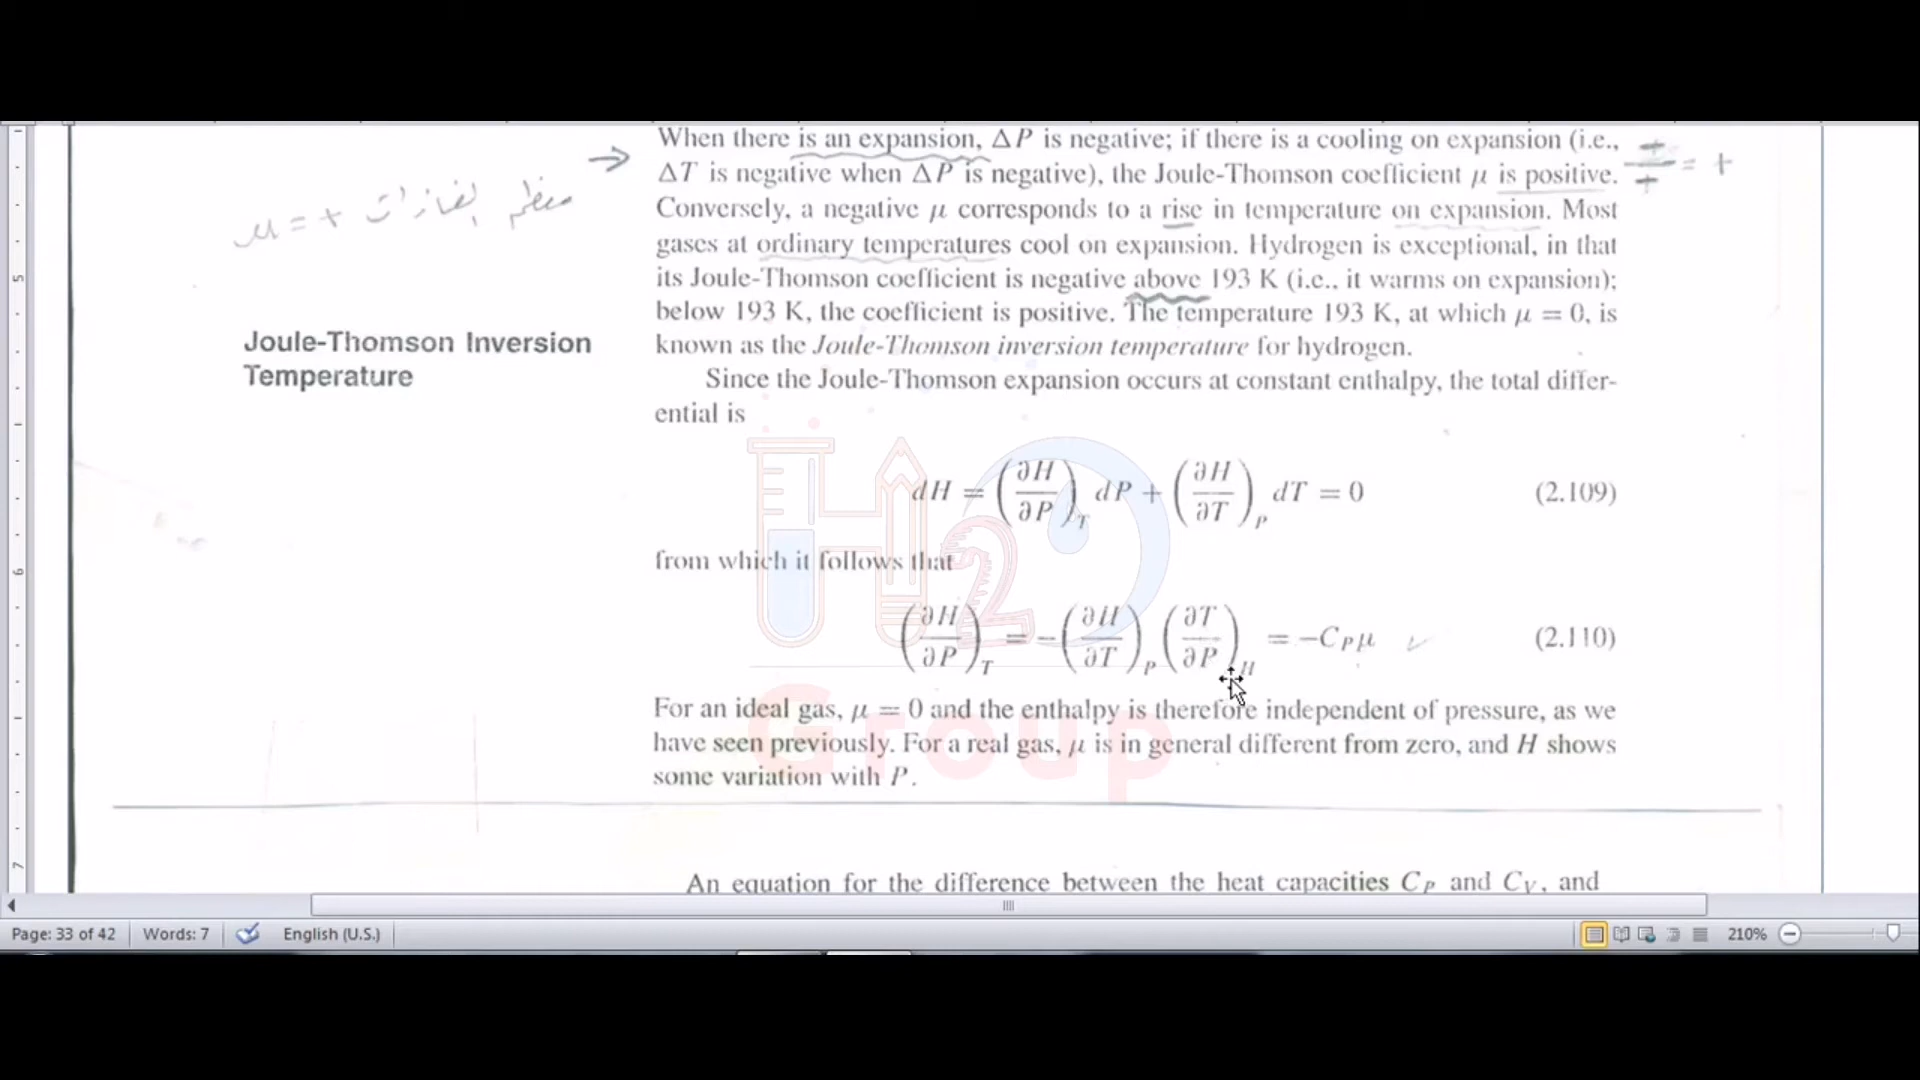 When there is an expansion, ΔP is negative; if there is a cooling on expansion (i.e.,
ΔT is negative when ΔP is negative), the Joule-Thomson coefficient μ is positive.
÷/÷ = +
Conversely, a negative μ corresponds to a rise in temperature on expansion. Most
معظم الغازات μ = +
gases at ordinary temperatures cool on expansion. Hydrogen is exceptional, in that
its Joule-Thomson coefficient is negative above 193 K (i.e., it warms on expansion);
below 193 K, the coefficient is positive. The temperature 193 K, at which μ = 0, is
known as the Joule-Thomson inversion temperature for hydrogen.
Joule-Thomson Inversion
Temperature
Since the Joule-Thomson expansion occurs at constant enthalpy, the total differ-
ential is
dH = (∂H/∂P)_T dP + (∂H/∂T)_P dT = 0 (2.109)
from which it follows that
(∂H/∂P)_T = −(∂H/∂T)_P (∂T/∂P)_H = −C_Pμ (2.110)
For an ideal gas, μ = 0 and the enthalpy is therefore independent of pressure, as we
have seen previously. For a real gas, μ is in general different from zero, and H shows
some variation with P.
H2
Group
An equation for the difference between the heat capacities C_P and C_V, and
5
6
7
Page: 33 of 42 Words: 7 English (U.S.) 210%